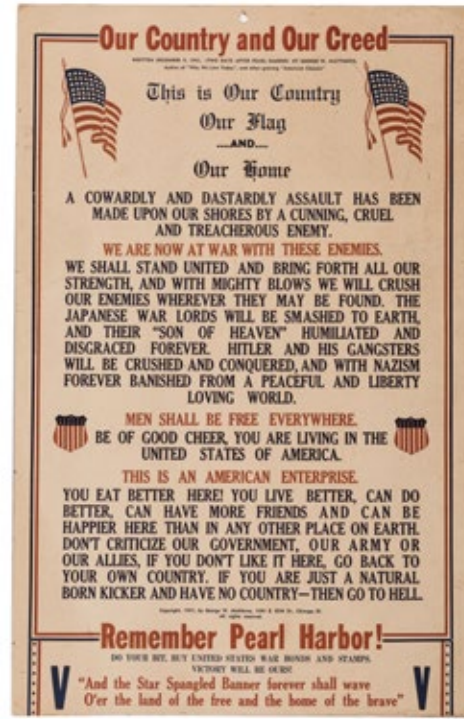 Our Country and Our Creed
This is Our Country
Our Flag
AND
Our Home
A COWARDLY AND DASTARDLY ASSAULT HAS BEEN
MADE UPON OUR SHORES BY A CUNNING, CRUEL
AND TREACHEROUS ENEMY.
WE ARE NOW AT WAR WITH THESE ENEMIES.
WE SHALL STAND UNITED AND BRING FORTH ALL OUR
STRENGTH, AND WITH MIGHTY BLOWS WE WILL CRUSH
OUR ENEMIES WHEREVER THEY MAY BE FOUND. THE
JAPANESE WAR LORDS WILL BE SMASHED TO EARTH,
AND THEIR "SON OF HEAVEN" HUMILIATED AND
DISGRACED FOREVER. HITLER AND HIS GANGSTERS
WILL BE CRUSHED AND CONQUERED, AND WITH NAZISM
FOREVER BANISHED FROM A PEACEFUL AND LIBERTY
LOVING WORLD.
MEN SHALL BE FREE EVERYWHERE.
BE OF GOOD CHEER, YOU ARE LIVING IN THE
UNITED STATES OF AMERICA.
THIS IS AN AMERICAN ENTERPRISE.
YOU EAT BETTER HERE! YOU LIVE BETTER, CAN DO
BETTER, CAN HAVE MORE FRIENDS AND CAN BE
HAPPIER HERE THAN IN ANY OTHER PLACE ON EARTH.
DON'T CRITICIZE OUR GOVERNMENT, OUR ARMY OR
OUR ALLIES, IF YOU DON'T LIKE IT HERE, GO BACK TO
YOUR OWN COUNTRY. IF YOU ARE JUST A NATURAL
BORN KICKER AND HAVE NO COUNTRY—THEN GO TO HELL.
All rights reserved.
Remember Pearl Harbor!
DO YOUR BIT, BUY UNITED STATES WAR BONDS AND STAMPS.
VICTORY WILL BE OURS!
V "And the Star Spangled Banner forever shall wave V
O'er the land of the free and the home of the brave"